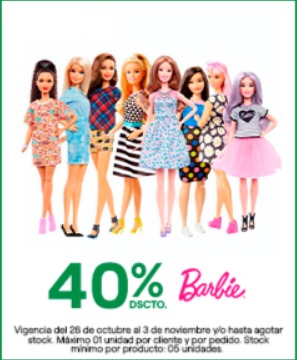 40%
DSCTO.
Barbie
Vigencia del 26 de octubre al 3 de noviembre y/o hasta agotar
stock. Máximo 01 unidad por cliente y por pedido. Stock
mínimo por producto: 05 unidades.